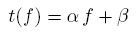 t(f) = α f + β